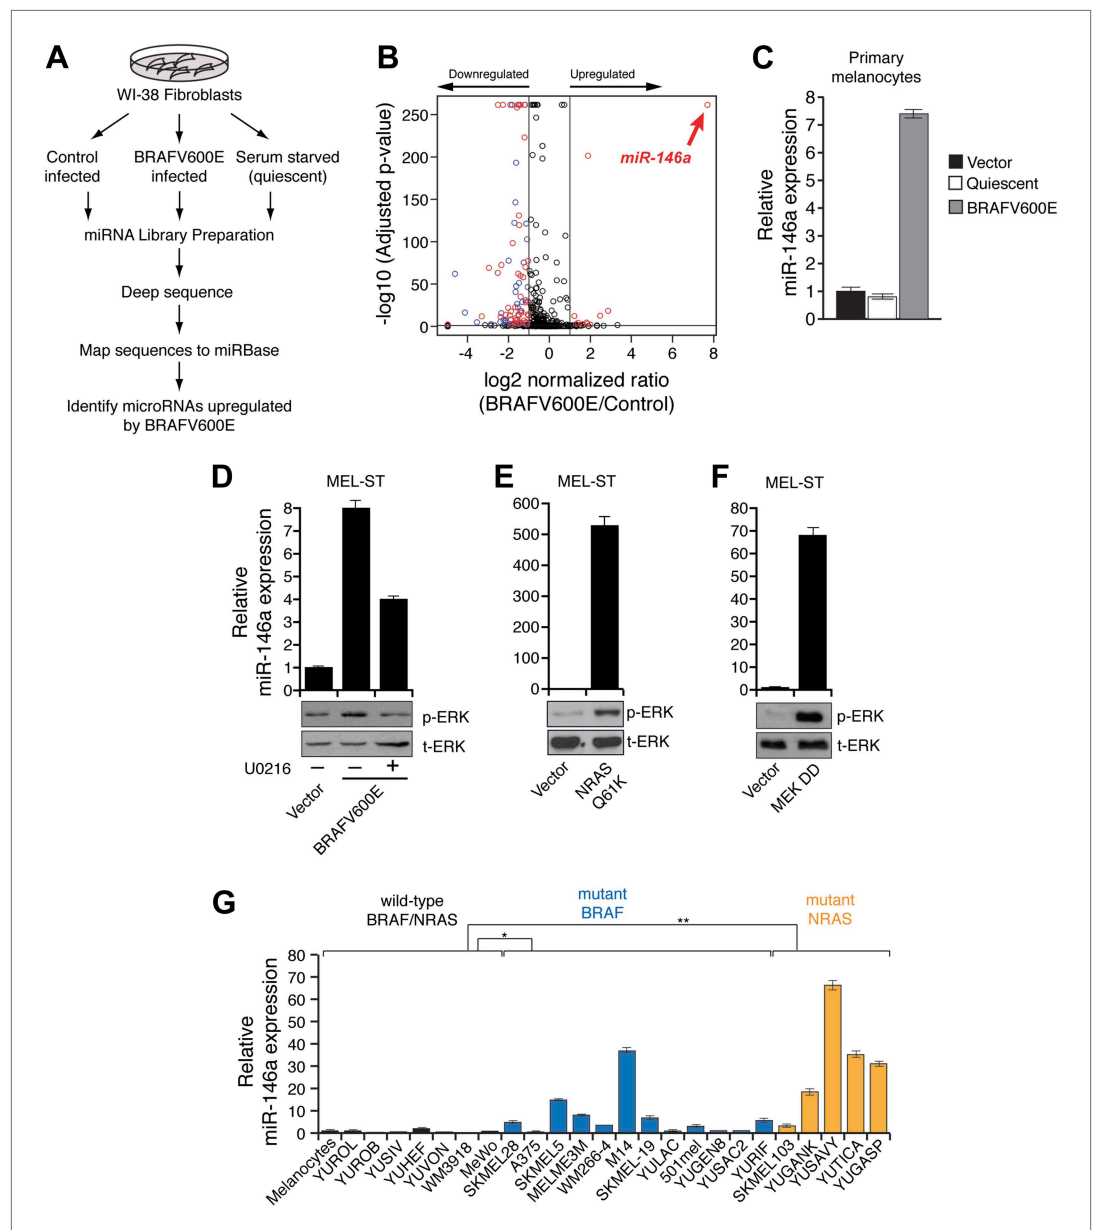 A
WI-38 Fibroblasts
Control
infected
BRAFV600E
infected
Serum starved
(quiescent)
miRNA Library Preparation
Deep sequence
Map sequences to miRBase
Identify microRNAs upregulated
by BRAFV600E
B
Downregulated
Upregulated
-log10 (Adjusted p-value)
250
200
150
100
50
0
miR-146a
-4 -2 0 2 4 6 8
log2 normalized ratio
(BRAFV600E/Control)
C
Primary
melanocytes
Relative
miR-146a expression
8
7
6
5
4
3
2
1
0
Vector
Quiescent
BRAFV600E
D
MEL-ST
Relative
miR-146a expression
8
7
6
5
4
3
2
1
0
p-ERK
t-ERK
U0216 – – +
Vector
BRAFV600E
E
MEL-ST
600
500
400
300
200
100
0
p-ERK
t-ERK
Vector
NRAS
Q61K
F
MEL-ST
80
70
60
50
40
30
20
10
0
p-ERK
t-ERK
Vector
MEK DD
G
wild-type
BRAF/NRAS
mutant
BRAF
mutant
NRAS
**
*
Relative
miR-146a expression
80
70
60
50
40
30
20
10
0
Melanocytes
YUROL
YUROB
YUSIV
YUHEF
YUVON
WM3918
MeWo
SKMEL28
A375
SKMEL5
MELME3M
WM266-4
M14
SKMEL-19
YULAC
501mel
YUGEN8
YUSAC2
YURIF
SKMEL103
YUGANK
YUSAVY
YUTICA
YUGASP